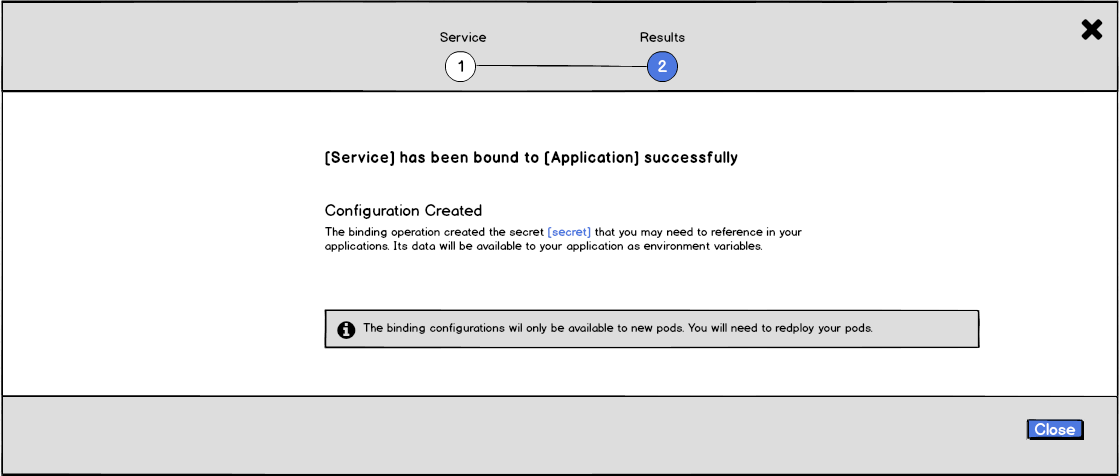 Service
Results
1
2
[Service] has been bound to [Application] successfully
Configuration Created
The binding operation created the secret [secret] that you may need to reference in your
applications. Its data will be available to your application as environment variables.
The binding configurations wil only be available to new pods. You will need to redploy your pods.
Close